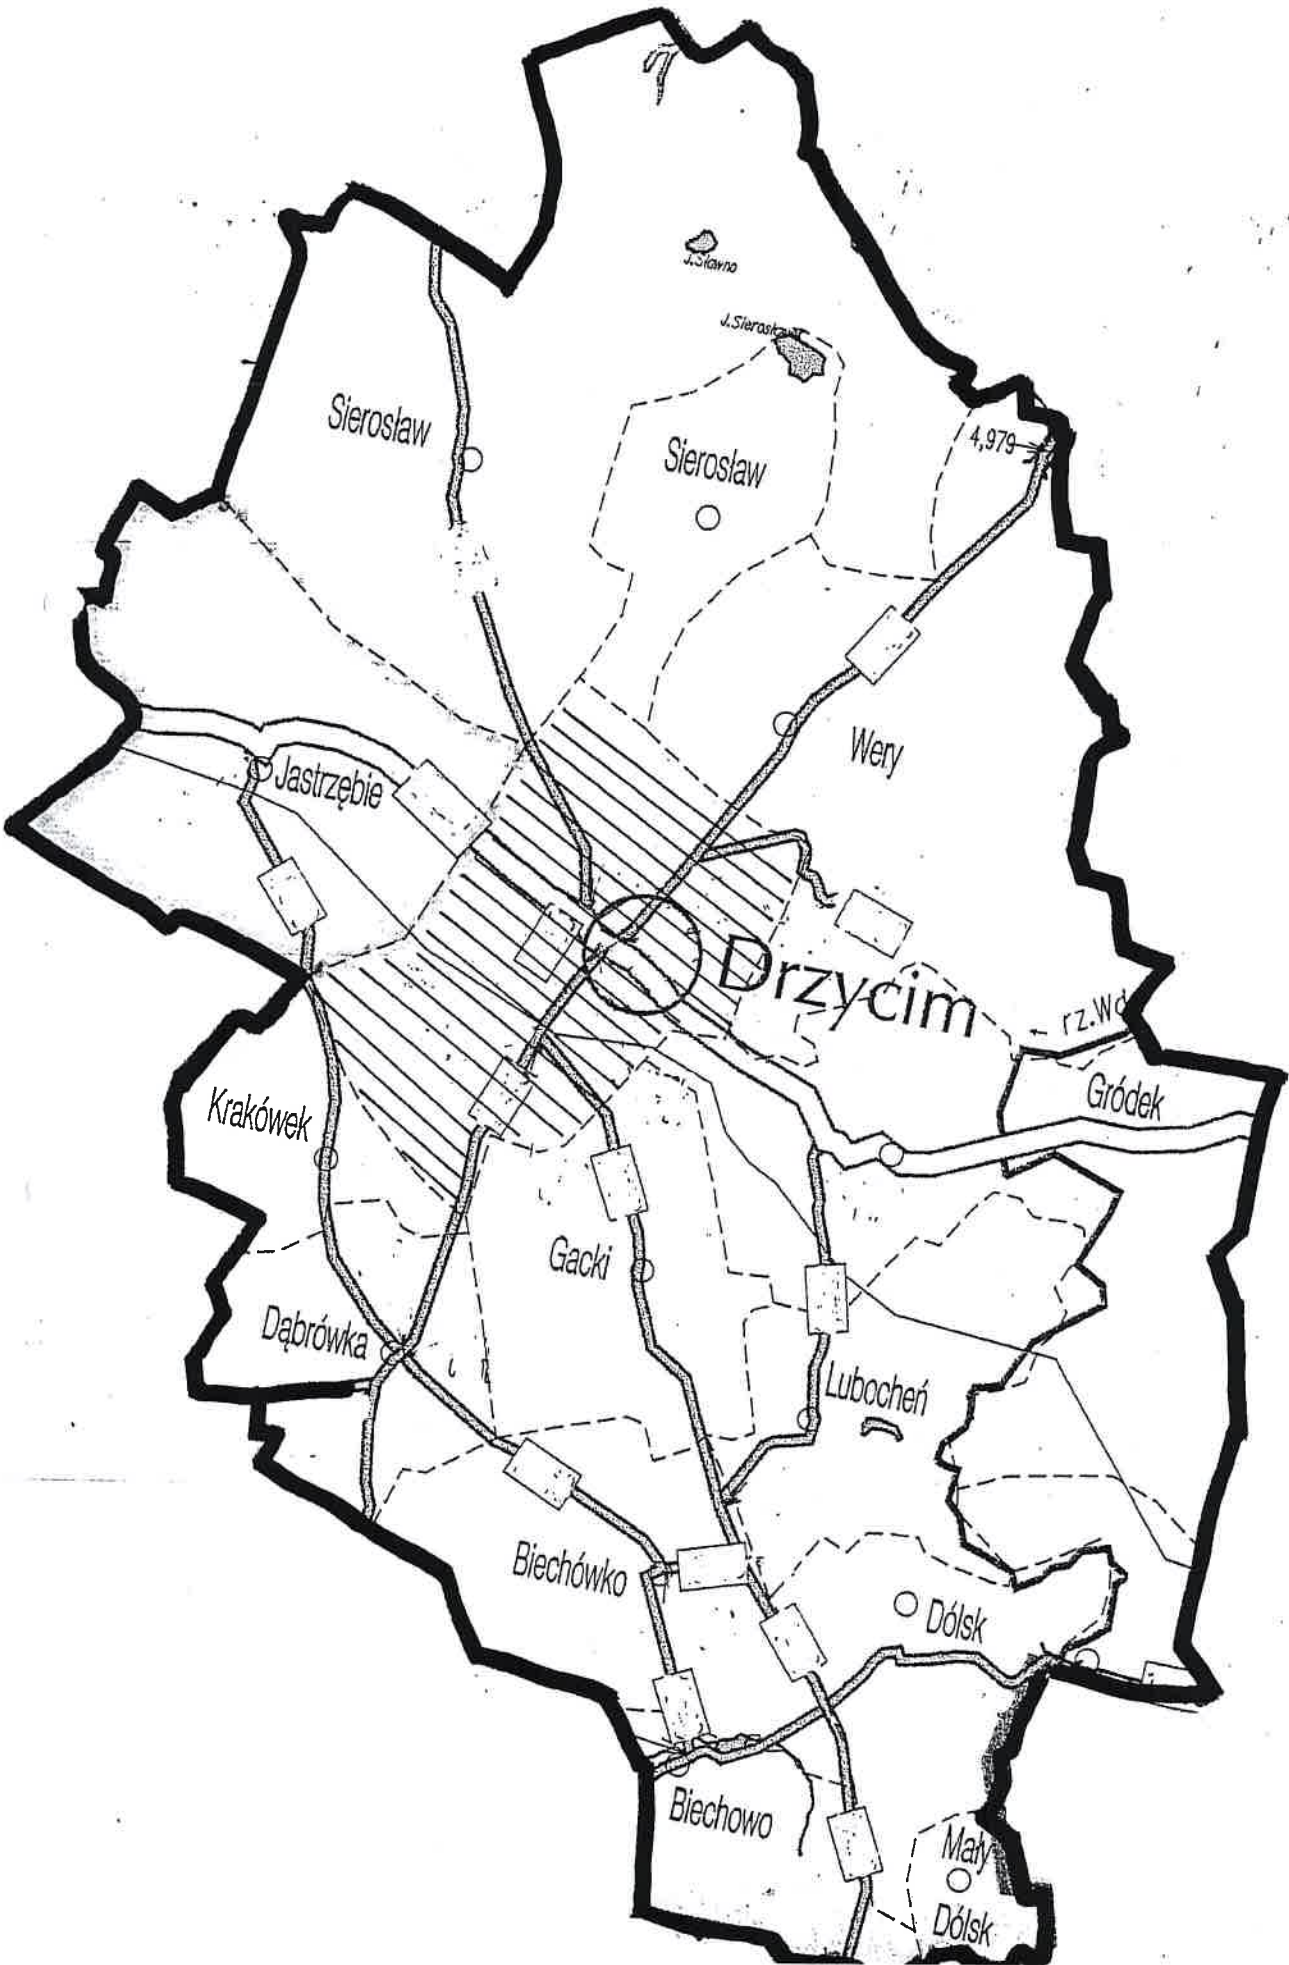 J.Sławno
J.Sierosław
Sierosław
Sierosław
4,979
Wery
Jastrzębie
Drzycim
rz.Wd
Gródek
Krakówek
Gacki
Dąbrówka
Lubocheń
Biechówko
Dólsk
Biechowo
Mały
Dólsk